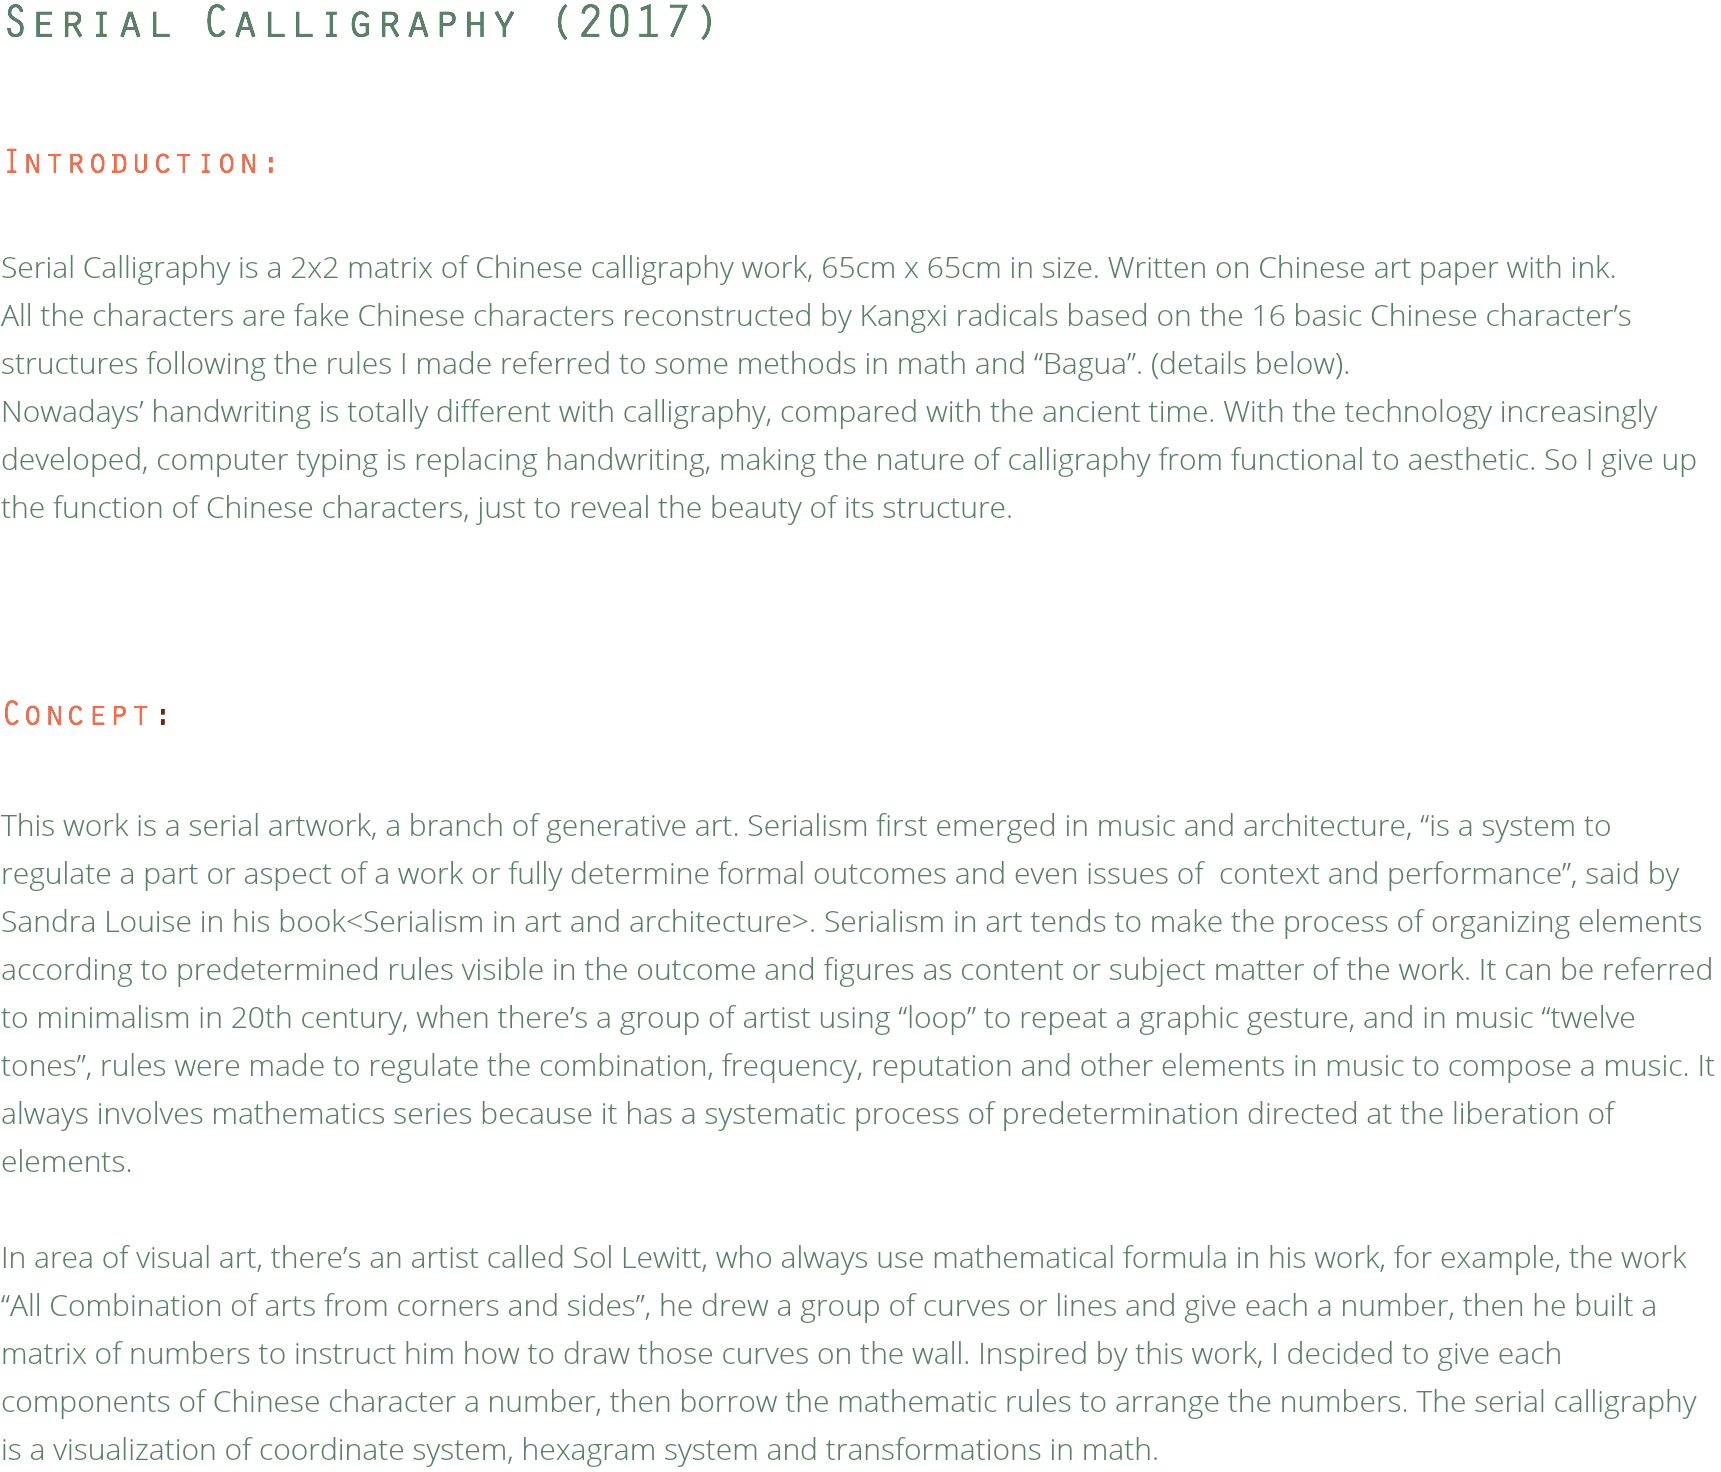 Serial Calligraphy (2017)
Introduction:
Serial Calligraphy is a 2x2 matrix of Chinese calligraphy work, 65cm x 65cm in size. Written on Chinese art paper with ink.
All the characters are fake Chinese characters reconstructed by Kangxi radicals based on the 16 basic Chinese character’s
structures following the rules I made referred to some methods in math and “Bagua”. (details below).
Nowadays’ handwriting is totally different with calligraphy, compared with the ancient time. With the technology increasingly
developed, computer typing is replacing handwriting, making the nature of calligraphy from functional to aesthetic. So I give up
the function of Chinese characters, just to reveal the beauty of its structure.
Concept:
This work is a serial artwork, a branch of generative art. Serialism first emerged in music and architecture, “is a system to
regulate a part or aspect of a work or fully determine formal outcomes and even issues of  context and performance”, said by
Sandra Louise in his book<Serialism in art and architecture>. Serialism in art tends to make the process of organizing elements
according to predetermined rules visible in the outcome and figures as content or subject matter of the work. It can be referred
to minimalism in 20th century, when there’s a group of artist using “loop” to repeat a graphic gesture, and in music “twelve
tones”, rules were made to regulate the combination, frequency, reputation and other elements in music to compose a music. It
always involves mathematics series because it has a systematic process of predetermination directed at the liberation of
elements.
In area of visual art, there’s an artist called Sol Lewitt, who always use mathematical formula in his work, for example, the work
“All Combination of arts from corners and sides”, he drew a group of curves or lines and give each a number, then he built a
matrix of numbers to instruct him how to draw those curves on the wall. Inspired by this work, I decided to give each
components of Chinese character a number, then borrow the mathematic rules to arrange the numbers. The serial calligraphy
is a visualization of coordinate system, hexagram system and transformations in math.